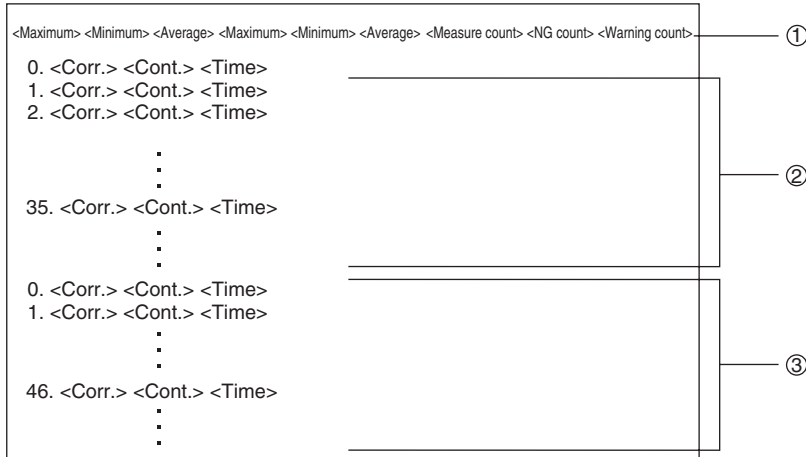 <Maximum> <Minimum> <Average> <Maximum> <Minimum> <Average> <Measure count> <NG count> <Warning count>
①
0. <Corr.> <Cont.> <Time>
1. <Corr.> <Cont.> <Time>
2. <Corr.> <Cont.> <Time>
②
35. <Corr.> <Cont.> <Time>
0. <Corr.> <Cont.> <Time>
1. <Corr.> <Cont.> <Time>
③
46. <Corr.> <Cont.> <Time>